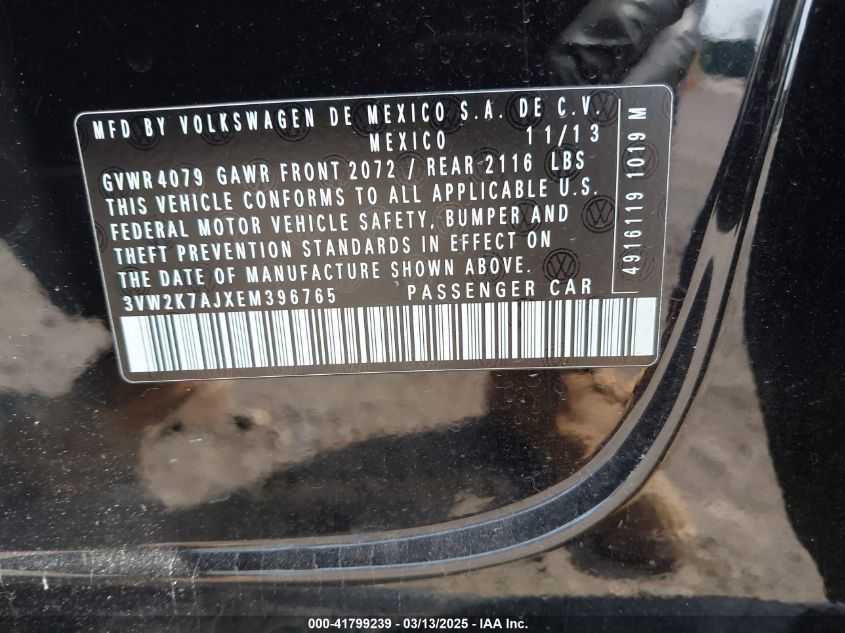 MFD BY VOLKSWAGEN DE MEXICO S.A. DE C.V.
MEXICO 11/13
GVWR 4079 GAWR FRONT 2072 / REAR 2116 LBS
THIS VEHICLE CONFORMS TO ALL APPLICABLE U.S.
FEDERAL MOTOR VEHICLE SAFETY, BUMPER AND
THEFT PREVENTION STANDARDS IN EFFECT ON
THE DATE OF MANUFACTURE SHOWN ABOVE.
3VW2K7AJXEM396765 PASSENGER CAR
4916119 1019 M
000-41799239 - 03/13/2025 - IAA Inc.